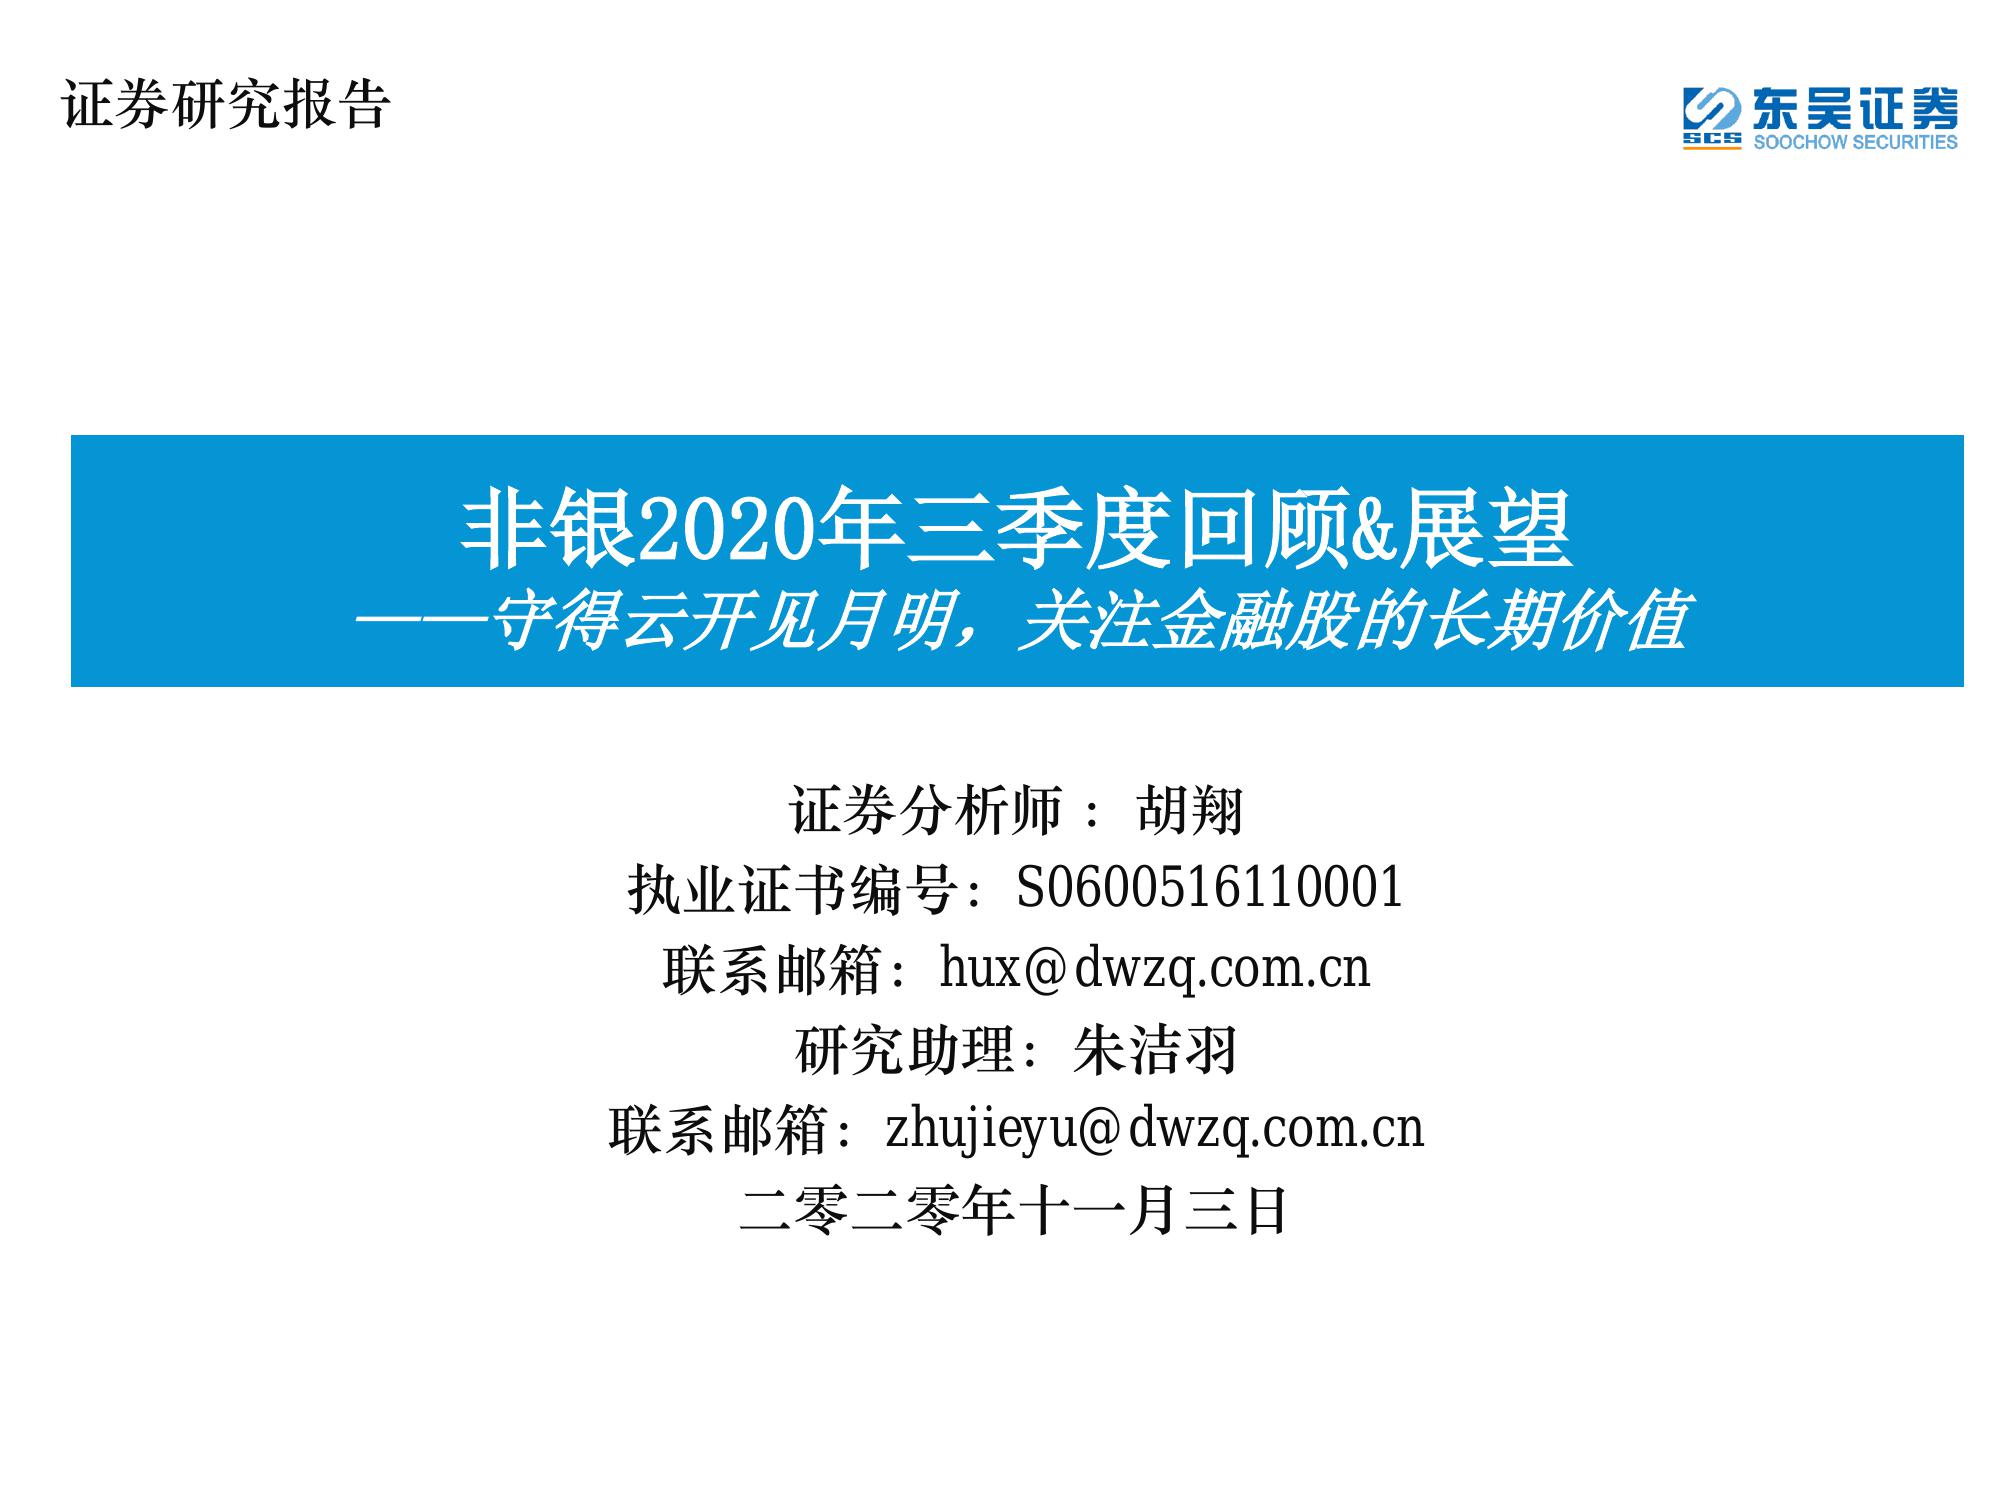 证券研究报告
SCS 东吴证券
SOOCHOW SECURITIES
非银2020年三季度回顾&展望
——守得云开见月明，关注金融股的长期价值
证券分析师 ：胡翔
执业证书编号：S0600516110001
联系邮箱：hux@dwzq.com.cn
研究助理：朱洁羽
联系邮箱：zhujieyu@dwzq.com.cn
二零二零年十一月三日